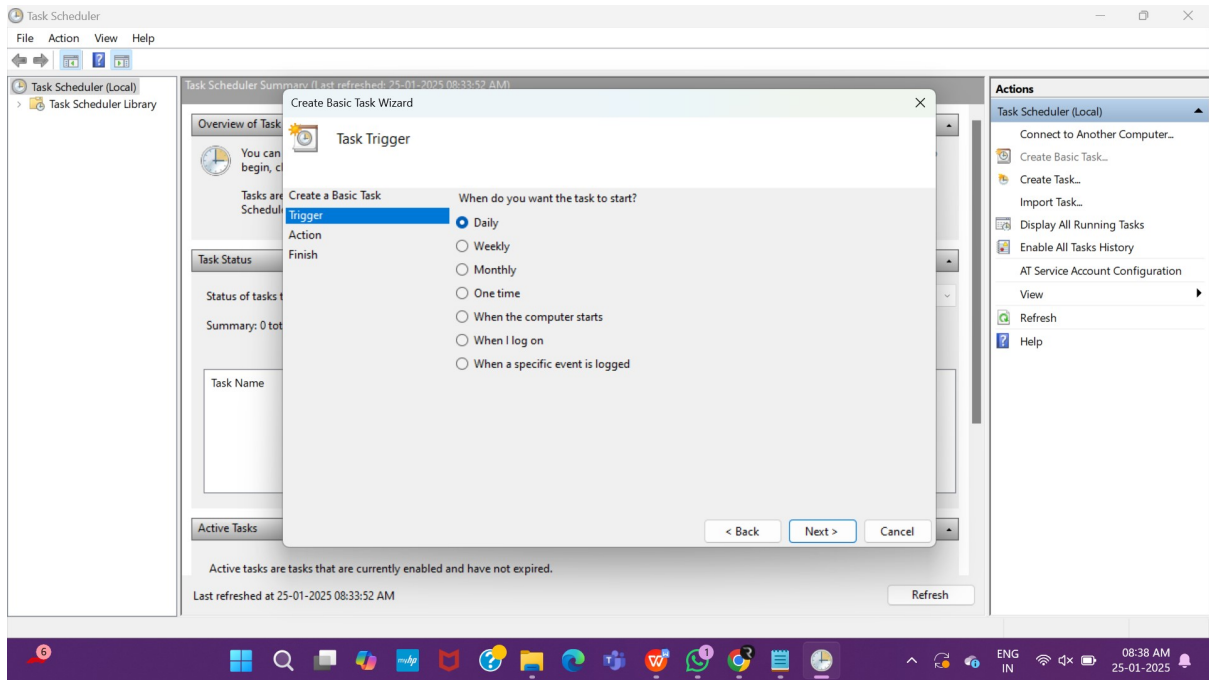 Task Scheduler
File Action View Help
Task Scheduler (Local)
Task Scheduler Library
Task Scheduler Summary (Last refreshed: 25-01-2025 08:33:52 AM)
Overview of Task
You can
begin, cl
Tasks are
Schedul
Task Status
Status of tasks t
Summary: 0 tot
Task Name
Active Tasks
Active tasks are tasks that are currently enabled and have not expired.
Last refreshed at 25-01-2025 08:33:52 AM
Refresh
Create Basic Task Wizard
Task Trigger
Create a Basic Task
Trigger
Action
Finish
When do you want the task to start?
Daily
Weekly
Monthly
One time
When the computer starts
When I log on
When a specific event is logged
< Back Next > Cancel
Actions
Task Scheduler (Local)
Connect to Another Computer...
Create Basic Task...
Create Task...
Import Task...
Display All Running Tasks
Enable All Tasks History
AT Service Account Configuration
View
Refresh
Help
6
myhp
W
1
ENG
IN
08:38 AM
25-01-2025